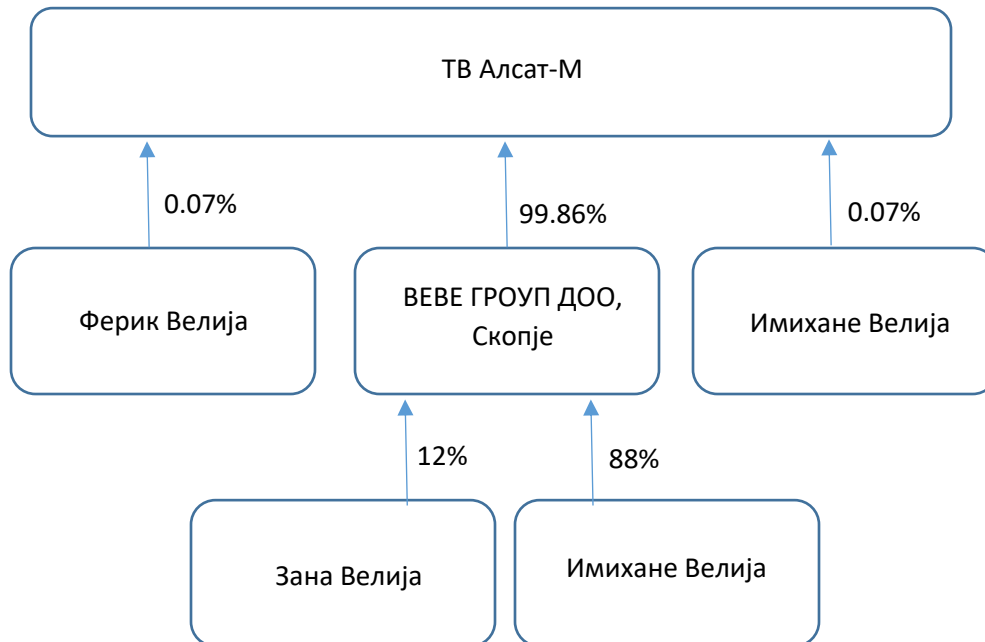 ТВ Алсат-М
0.07%
99.86%
0.07%
Ферик Велија
ВЕВЕ ГРОУП ДОО,
Скопје
Имихане Велија
12%
88%
Зана Велија
Имихане Велија